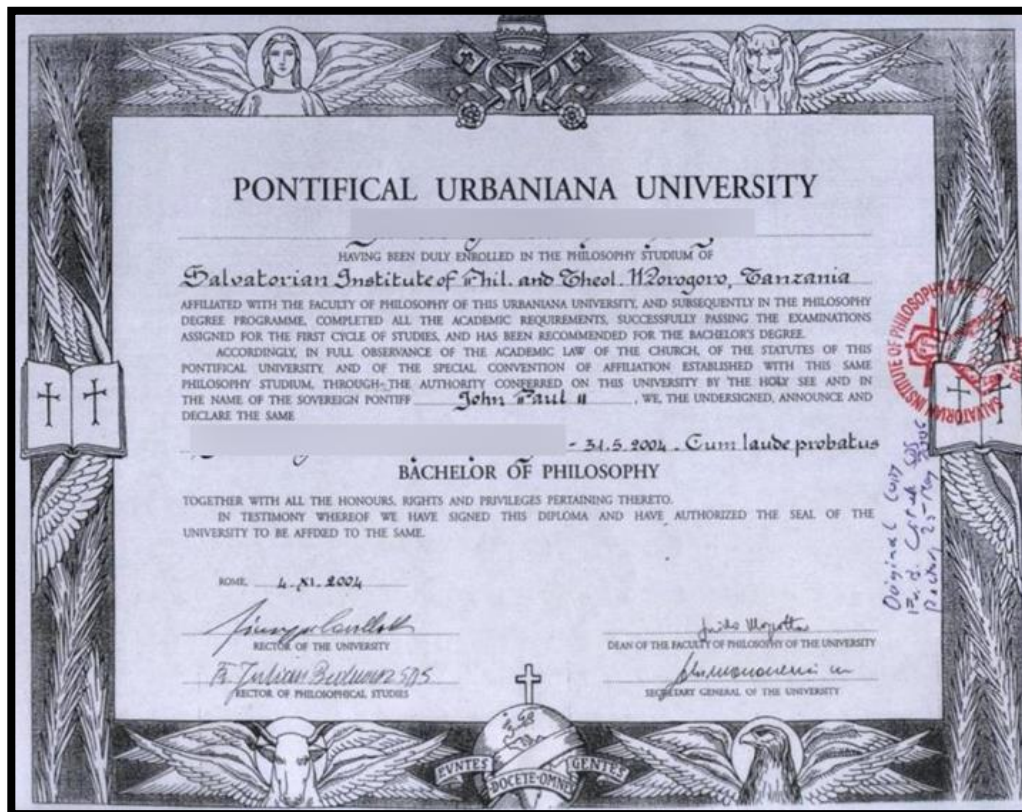 PONTIFICAL URBANIANA UNIVERSITY
HAVING BEEN DULY ENROLLED IN THE PHILOSOPHY STUDIUM OF
Salvatorian Institute of Phil. and Theol. Morogoro, Tanzania
AFFILIATED WITH THE FACULTY OF PHILOSOPHY OF THIS URBANIANA UNIVERSITY, AND SUBSEQUENTLY IN THE PHILOSOPHY
DEGREE PROGRAMME, COMPLETED ALL THE ACADEMIC REQUIREMENTS, SUCCESSFULLY PASSING THE EXAMINATIONS
ASSIGNED FOR THE FIRST CYCLE OF STUDIES, AND HAS BEEN RECOMMENDED FOR THE BACHELOR'S DEGREE.
ACCORDINGLY, IN FULL OBSERVANCE OF THE ACADEMIC LAW OF THE CHURCH, OF THE STATUTES OF THIS
PONTIFICAL UNIVERSITY, AND OF THE SPECIAL CONVENTION OF AFFILIATION ESTABLISHED WITH THIS SAME
PHILOSOPHY STUDIUM, THROUGH THE AUTHORITY CONFERRED ON THIS UNIVERSITY BY THE HOLY SEE AND IN
THE NAME OF THE SOVEREIGN PONTIFF John Paul II, WE, THE UNDERSIGNED, ANNOUNCE AND
DECLARE THE SAME
- 31.5.2004. Cum laude probatus
BACHELOR OF PHILOSOPHY
TOGETHER WITH ALL THE HONOURS, RIGHTS AND PRIVILEGES PERTAINING THERETO.
IN TESTIMONY WHEREOF WE HAVE SIGNED THIS DIPLOMA AND HAVE AUTHORIZED THE SEAL OF THE
UNIVERSITY TO BE AFFIXED TO THE SAME.
ROME, 4.XI.2004
RECTOR OF THE UNIVERSITY
DEAN OF THE FACULTY OF PHILOSOPHY OF THE UNIVERSITY
SDS
RECTOR OF PHILOSOPHICAL STUDIES
SECRETARY GENERAL OF THE UNIVERSITY
EVNTES DOCETE OMNES GENTES
SALVATORIAN INSTITUTE OF PHILOSOPHY
Original copy